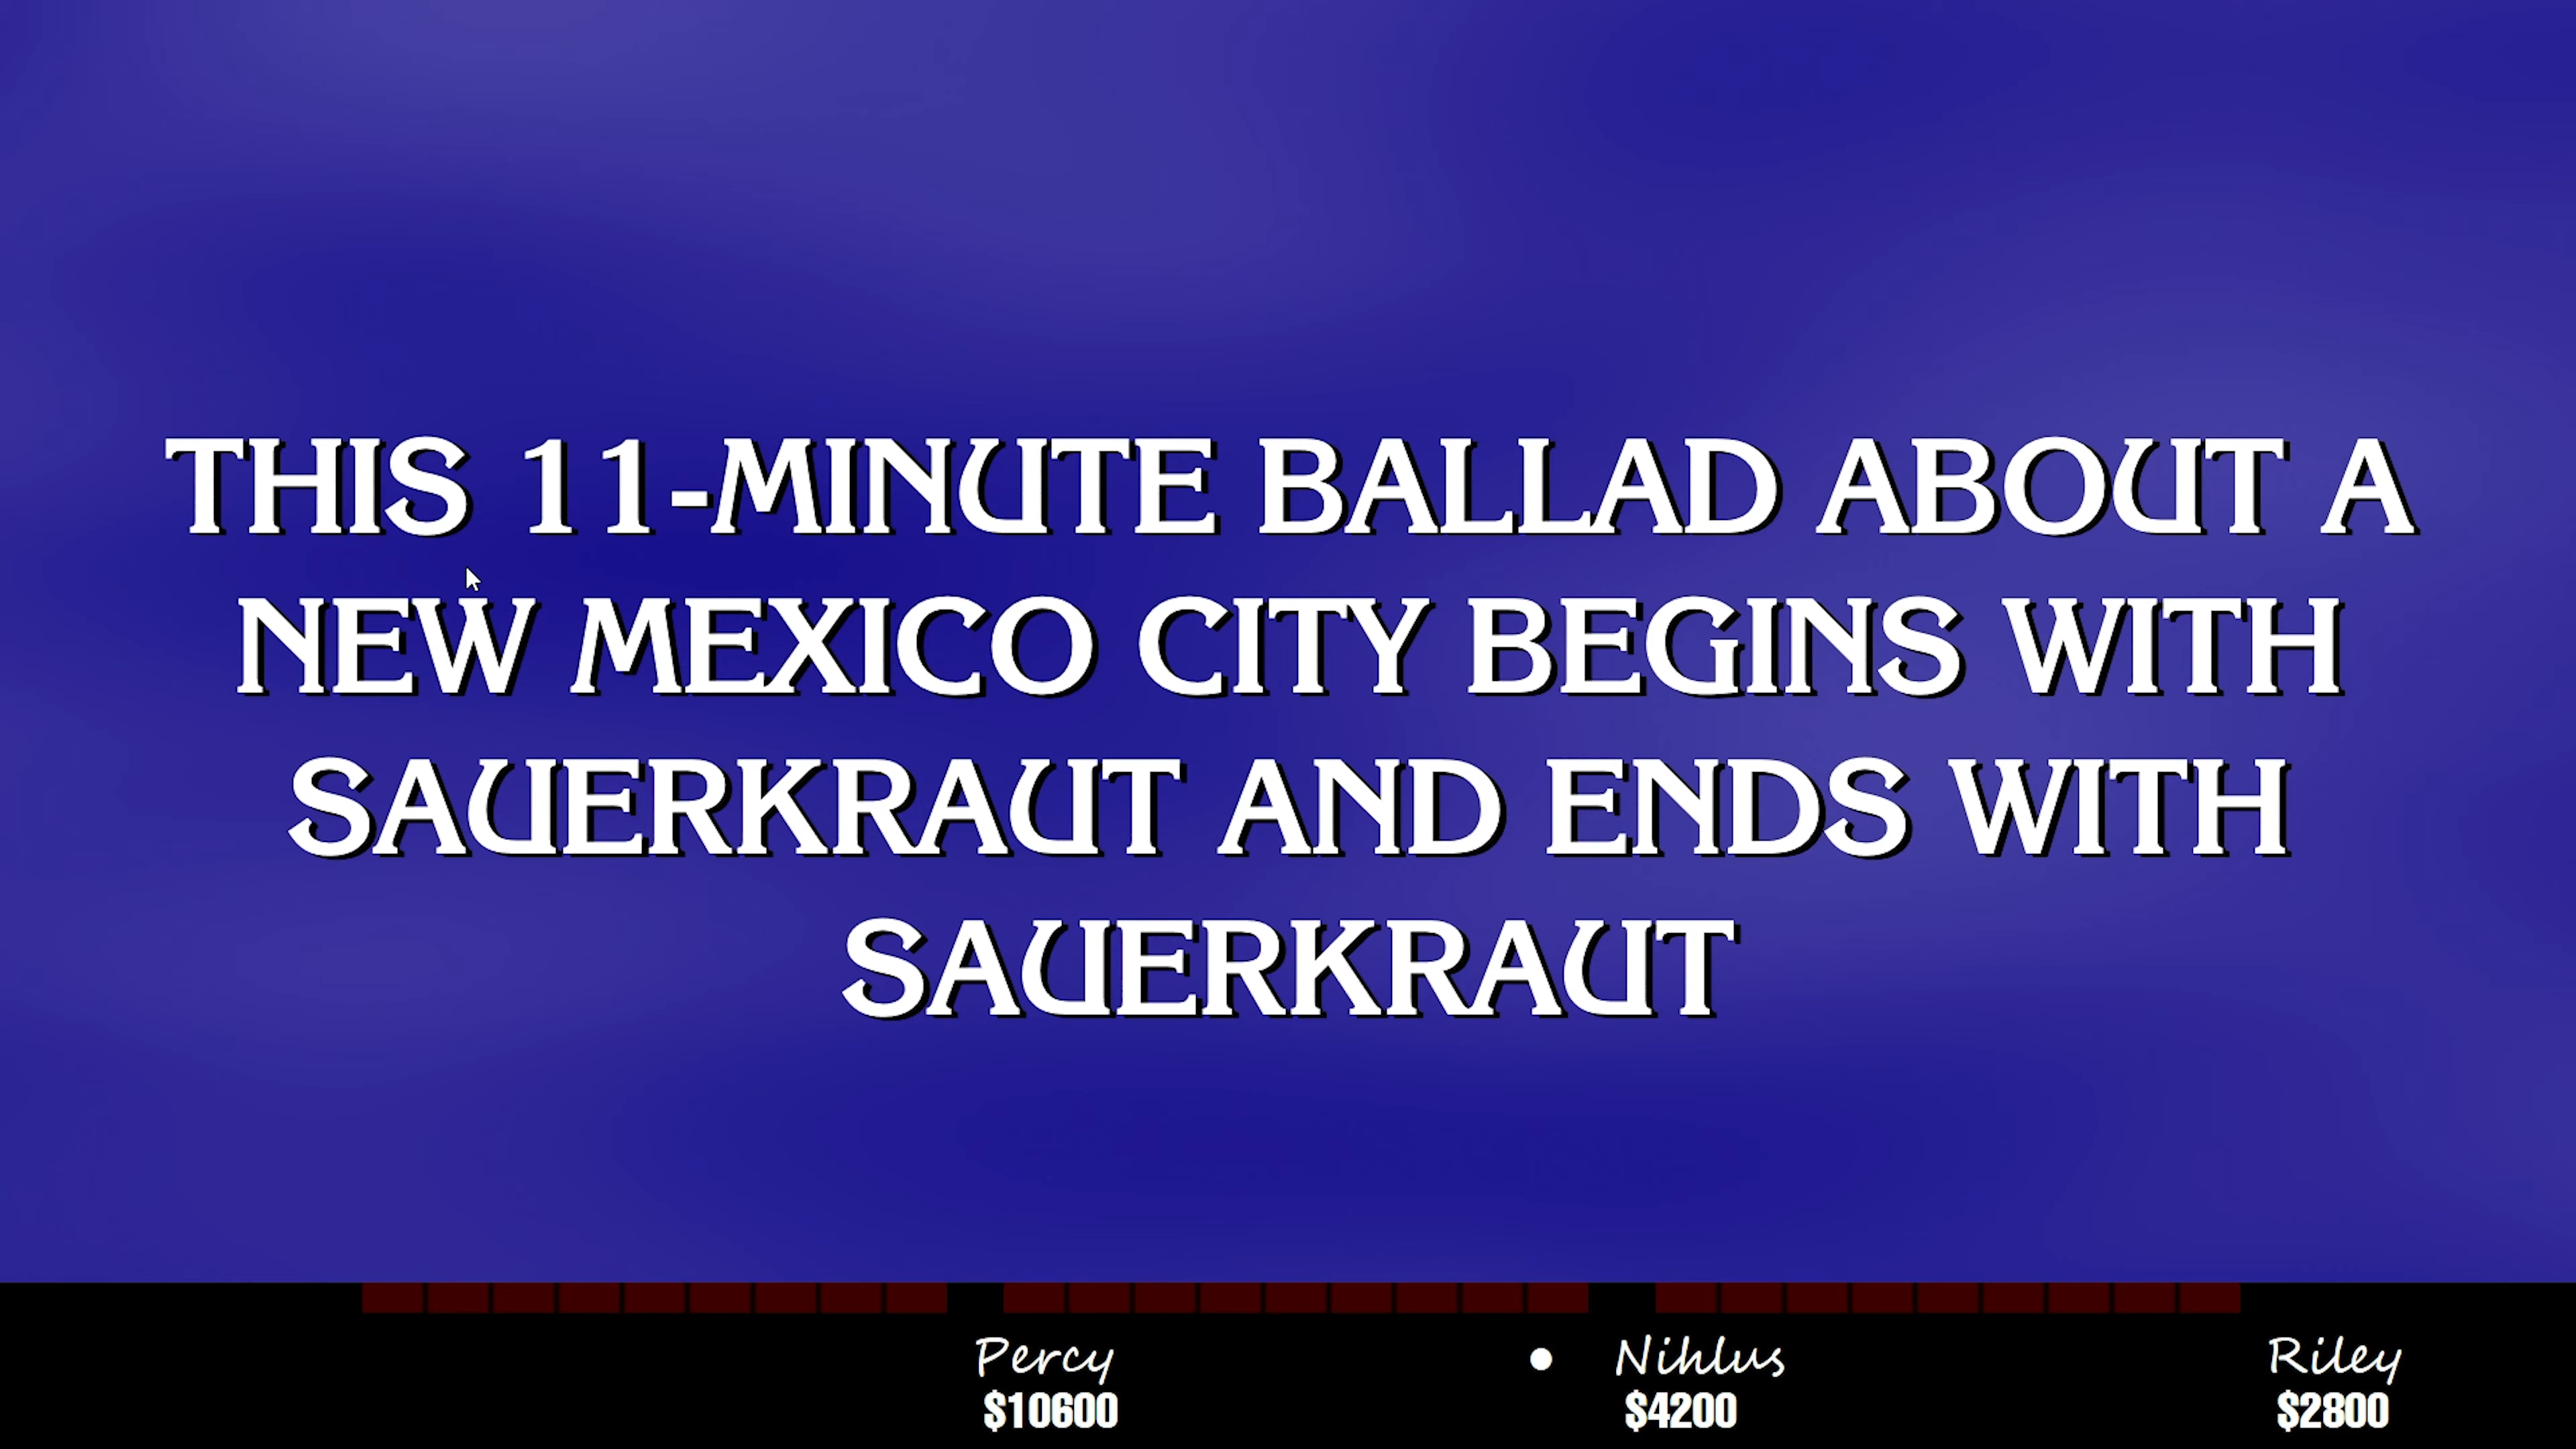 THIS 11-MINUTE BALLAD ABOUT A
NEW MEXICO CITY BEGINS WITH
SAUERKRAUT AND ENDS WITH
SAUERKRAUT
Percy
$10600
Nihlus
$4200
Riley
$2800